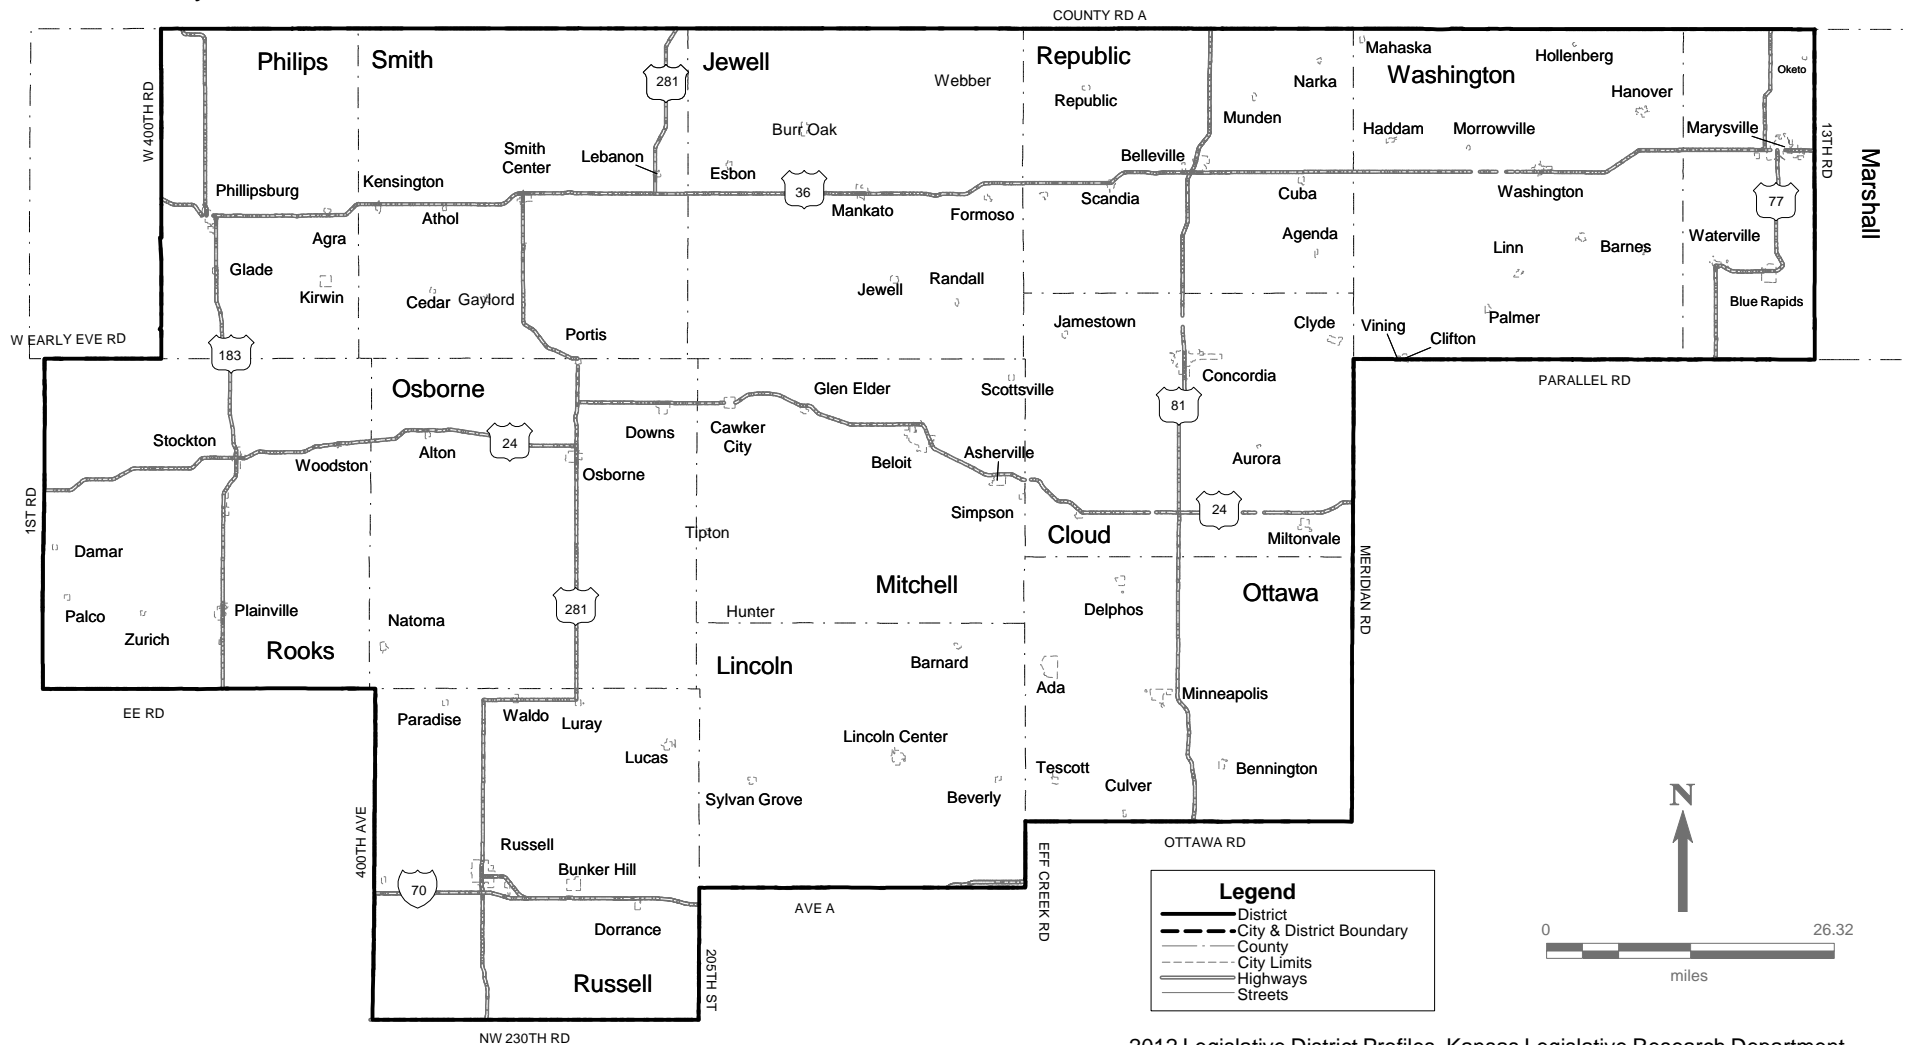 COUNTY RD A
Philips
Smith
Jewell
Republic
Washington
Marshall
Mahaska
Hollenberg
Oketo
Narka
Webber
281
Republic
Hanover
W 400TH RD
Munden
Burr Oak
Haddam
Morrowville
Marysville
13TH RD
Smith
Center
Lebanon
Belleville
Esbon
Phillipsburg
Kensington
36
Scandia
Cuba
Washington
77
Athol
Mankato
Formoso
Agra
Agenda
Linn
Barnes
Waterville
Glade
Kirwin
Cedar
Gaylord
Jewell
Randall
Blue Rapids
Jamestown
Clyde
Vining
Palmer
W EARLY EVE RD
Portis
Clifton
183
Osborne
Glen Elder
Scottsville
Concordia
PARALLEL RD
81
Stockton
Woodston
Alton
24
Downs
Cawker
City
Beloit
Asherville
Aurora
Osborne
1ST RD
Simpson
24
Tipton
Cloud
Miltonvale
Damar
MERIDIAN RD
Mitchell
Ottawa
Palco
Zurich
Plainville
Natoma
281
Hunter
Delphos
Rooks
Lincoln
Barnard
Ada
Minneapolis
EE RD
Paradise
Waldo
Luray
Lucas
Lincoln Center
Tescott
Culver
Bennington
Sylvan Grove
Beverly
N
400TH AVE
Russell
Bunker Hill
70
OTTAWA RD
EFF CREEK RD
AVE A
Dorrance
205TH ST
Russell
NW 230TH RD
Legend
District
City & District Boundary
County
City Limits
Highways
Streets
0 26.32
miles
2012 Legislative District Profiles, Kansas Legislative Research Department